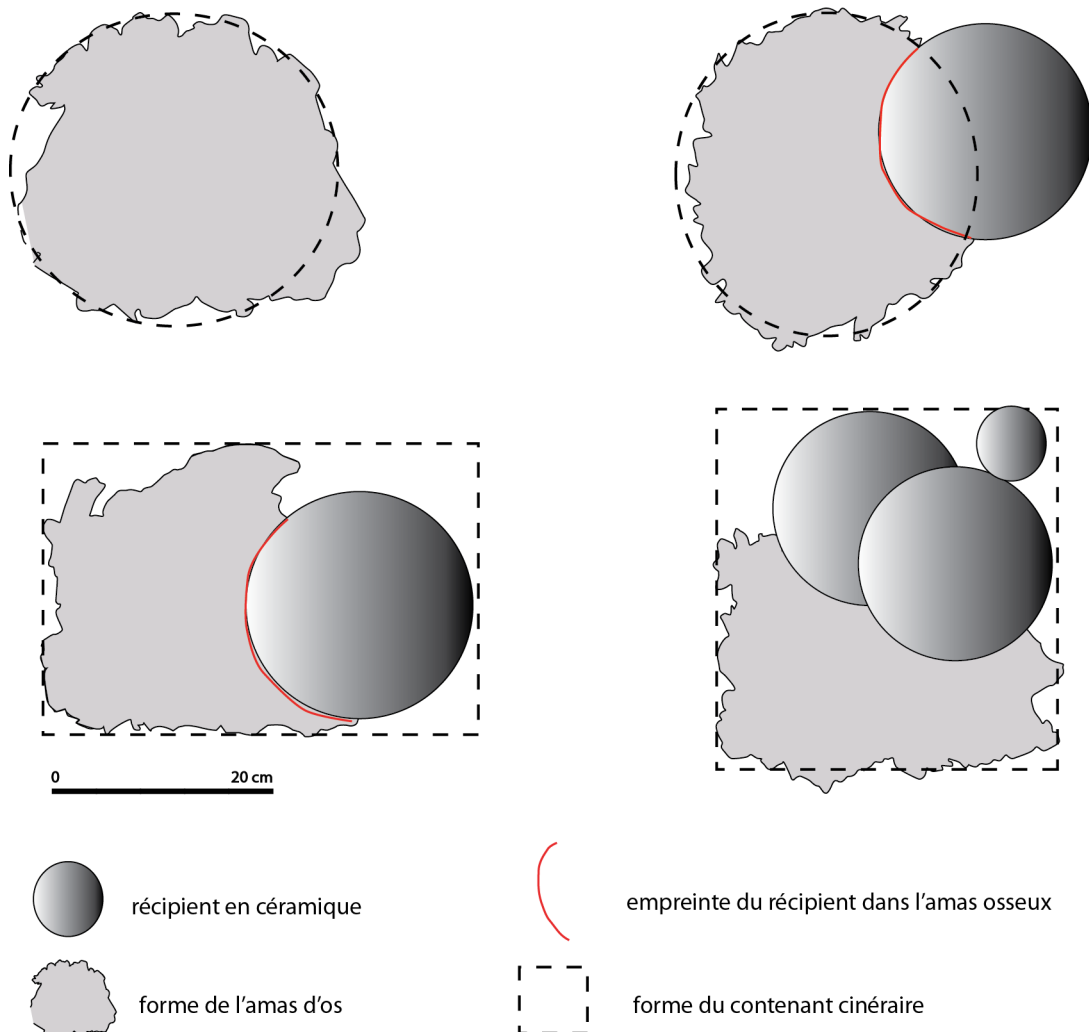 0 20 cm
récipient en céramique
empreinte du récipient dans l'amas osseux
forme de l'amas d'os
forme du contenant cinéraire